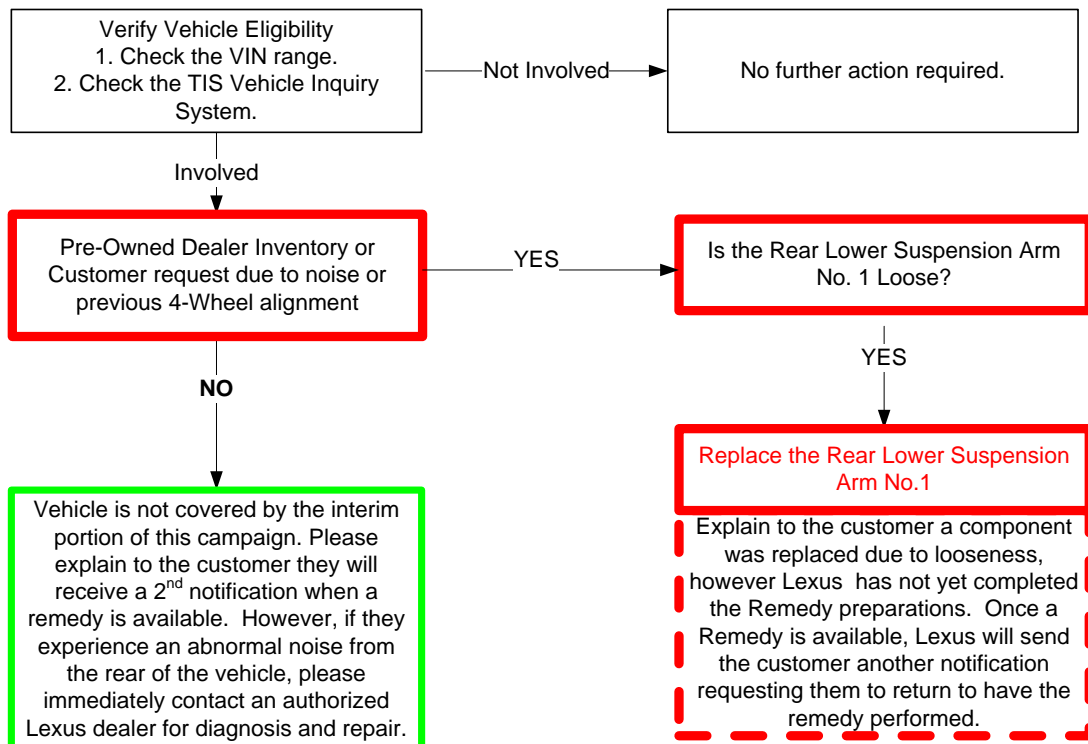 Verify Vehicle Eligibility
1. Check the VIN range.
2. Check the TIS Vehicle Inquiry
System.
Not Involved
No further action required.
Involved
Pre-Owned Dealer Inventory or
Customer request due to noise or
previous 4-Wheel alignment
YES
Is the Rear Lower Suspension Arm
No. 1 Loose?
NO
YES
Vehicle is not covered by the interim
portion of this campaign. Please
explain to the customer they will
receive a 2nd notification when a
remedy is available.  However, if they
experience an abnormal noise from
the rear of the vehicle, please
immediately contact an authorized
Lexus dealer for diagnosis and repair.
Replace the Rear Lower Suspension
Arm No.1
Explain to the customer a component
was replaced due to looseness,
however Lexus  has not yet completed
the Remedy preparations.  Once a
Remedy is available, Lexus will send
the customer another notification
requesting them to return to have the
remedy performed.